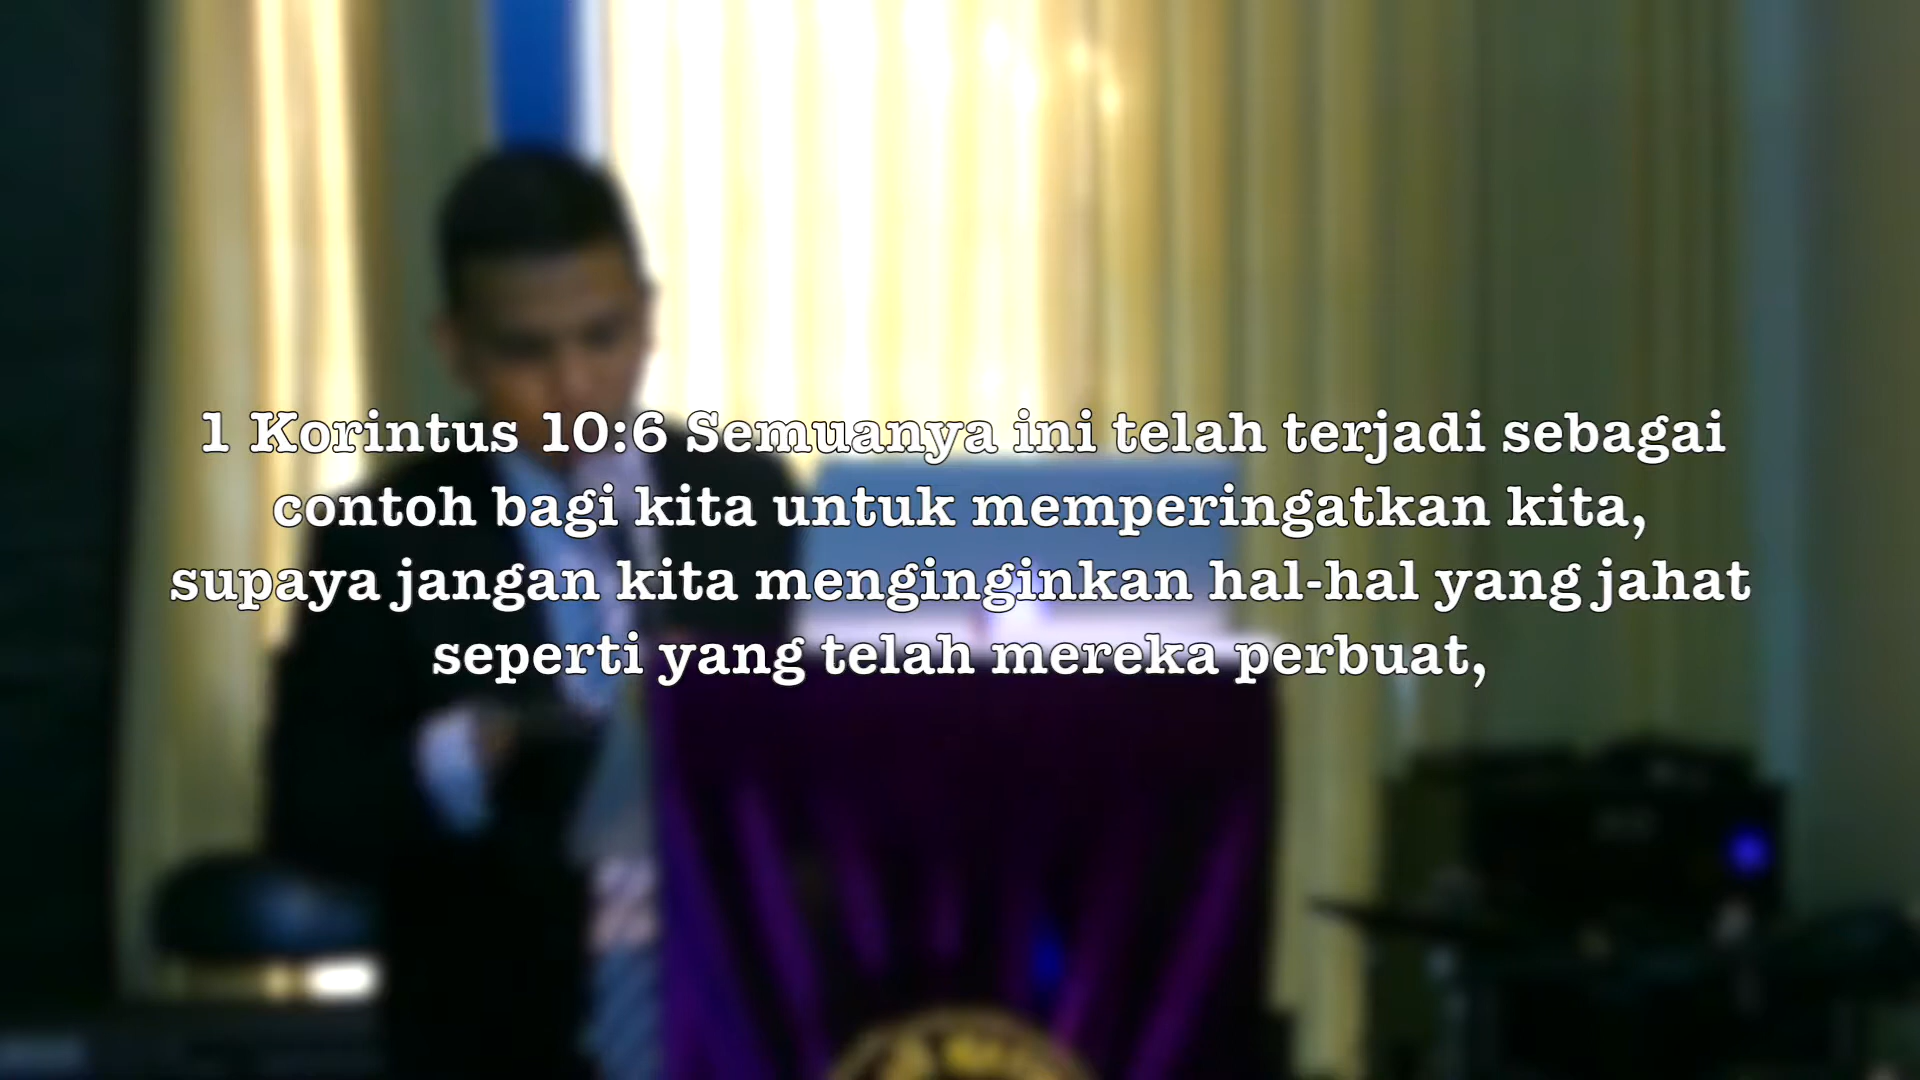 1 Korintus 10:6 Semuanya ini telah terjadi sebagai
contoh bagi kita untuk memperingatkan kita,
supaya jangan kita menginginkan hal-hal yang jahat
seperti yang telah mereka perbuat,